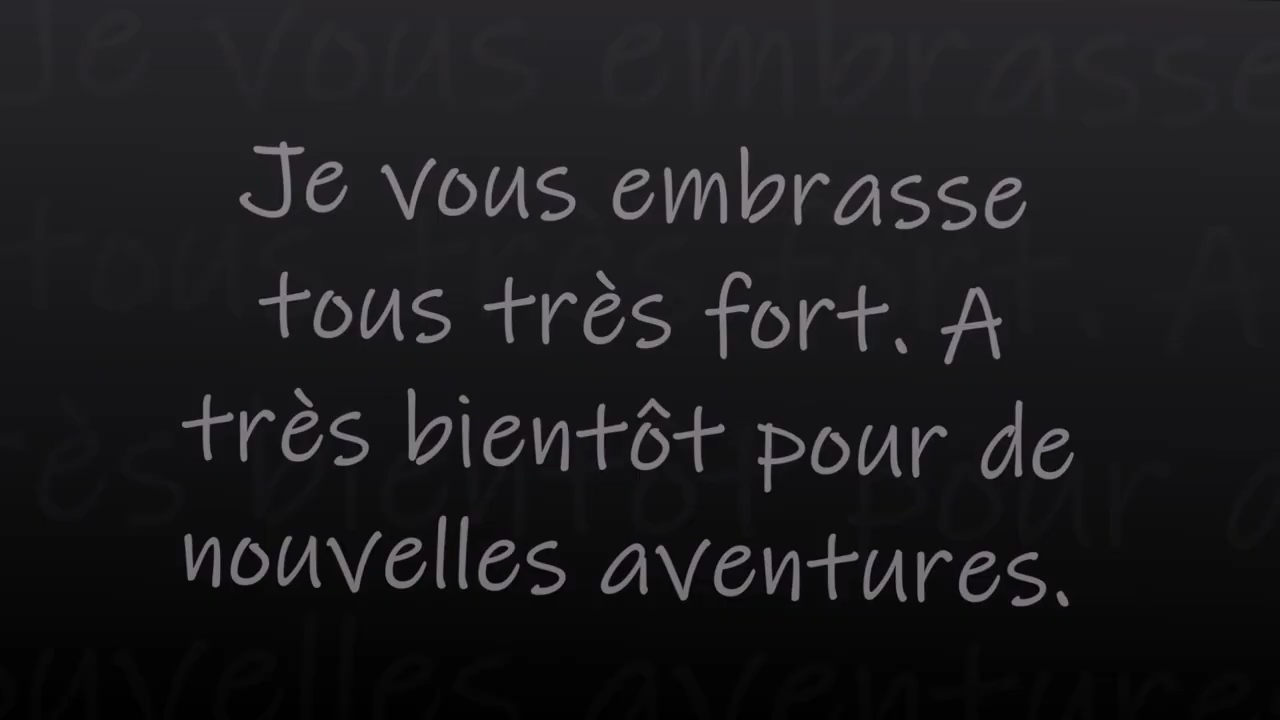 Je vous embrasse
tous très fort. A
très bientôt pour de
nouvelles aventures.